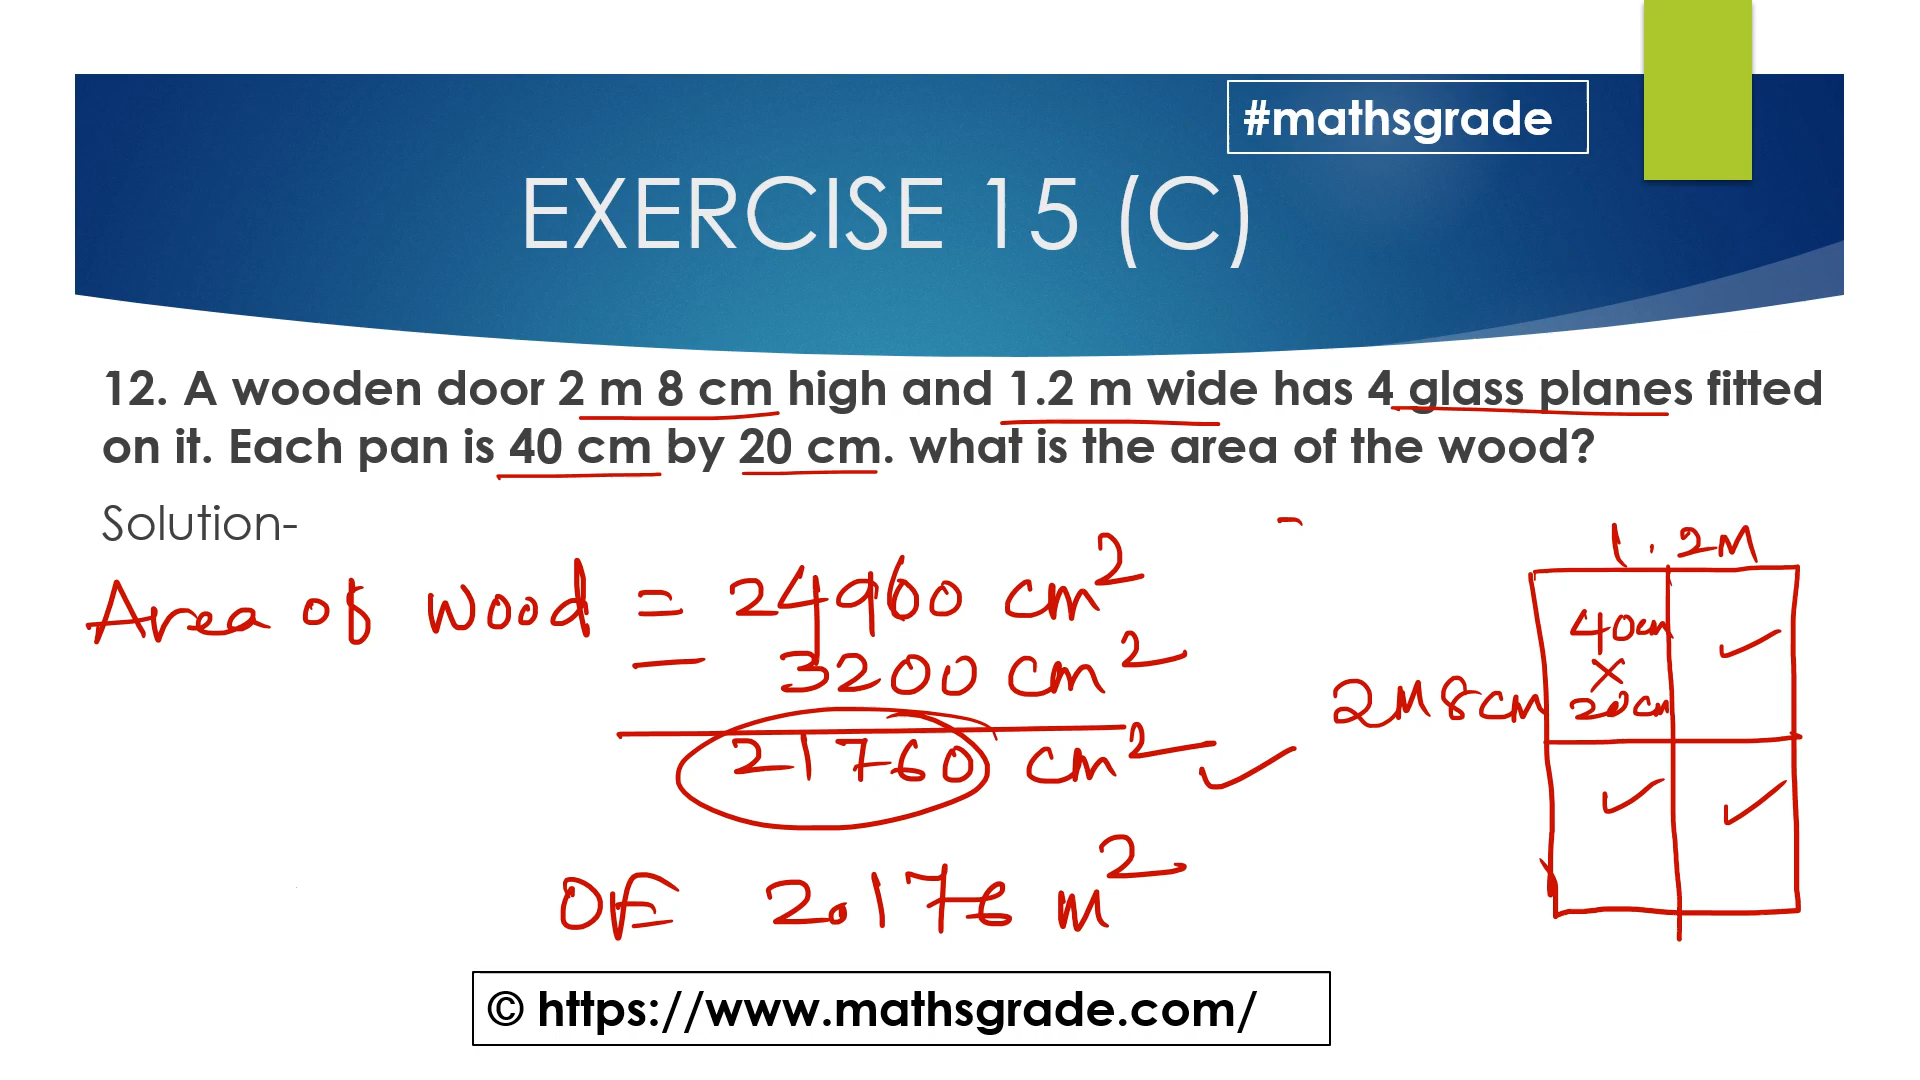 #mathsgrade
EXERCISE 15 (C)
12. A wooden door 2 m 8 cm high and 1.2 m wide has 4 glass planes fitted
on it. Each pan is 40 cm by 20 cm. what is the area of the wood?
Solution-
Area of wood = 24960 cm²
- 3200 cm²
21760 cm²
or 2.176 m²
1.2M
40cm
×
20cm
2M8cm
© https://www.mathsgrade.com/